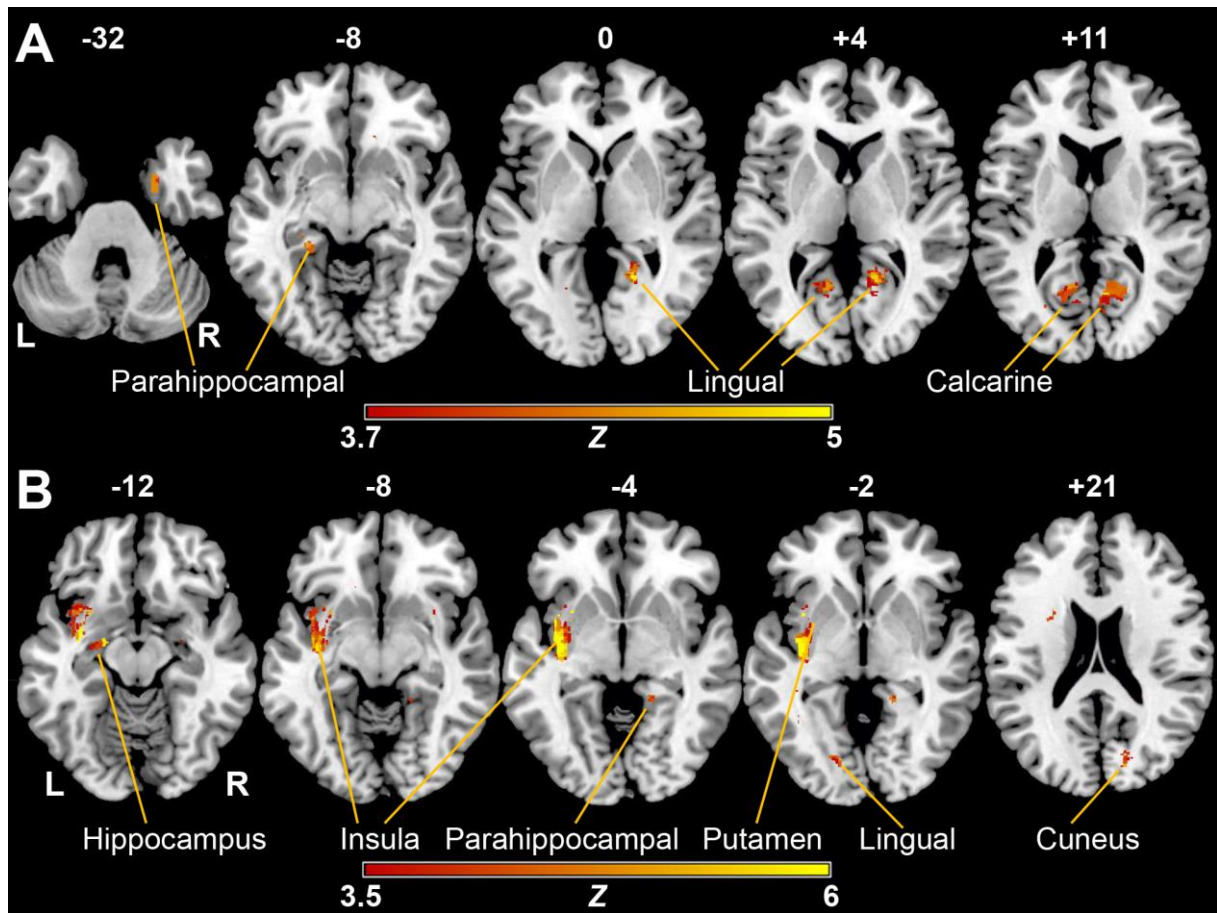 A
-32 -8 0 +4 +11
L R
Parahippocampal Lingual Calcarine
3.7 Z 5
B
-12 -8 -4 -2 +21
L R
Hippocampus Insula Parahippocampal Putamen Lingual Cuneus
3.5 Z 6